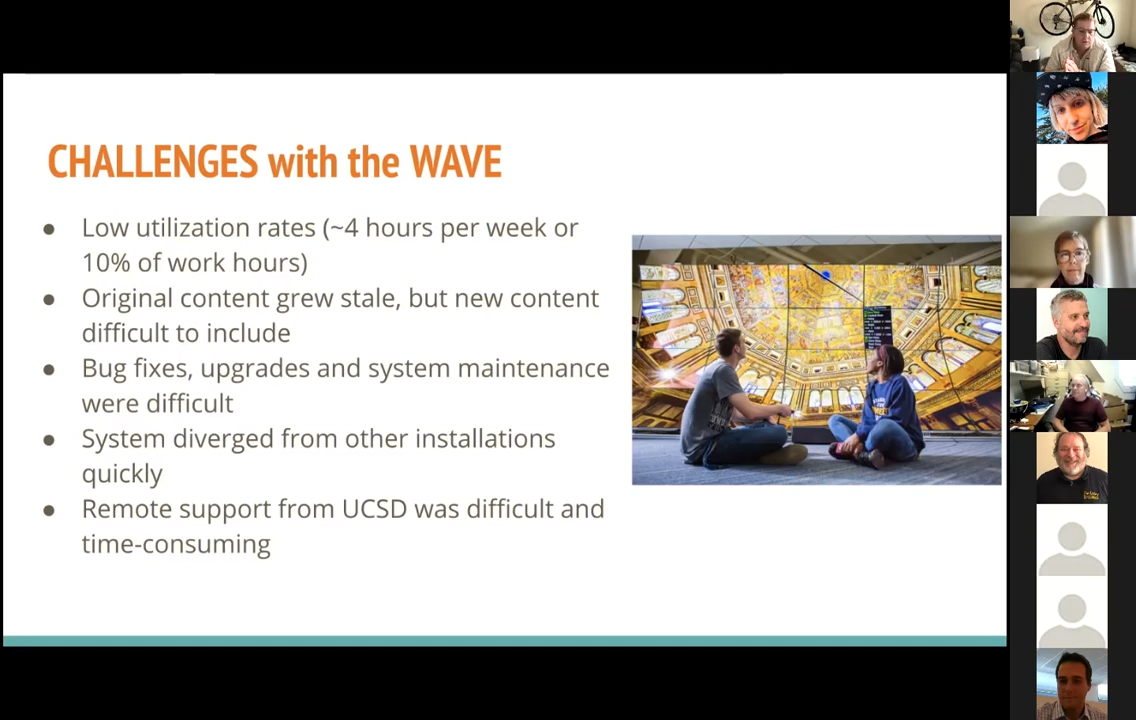 CHALLENGES with the WAVE
● Low utilization rates (~4 hours per week or
10% of work hours)
● Original content grew stale, but new content
difficult to include
● Bug fixes, upgrades and system maintenance
were difficult
● System diverged from other installations
quickly
● Remote support from UCSD was difficult and
time-consuming